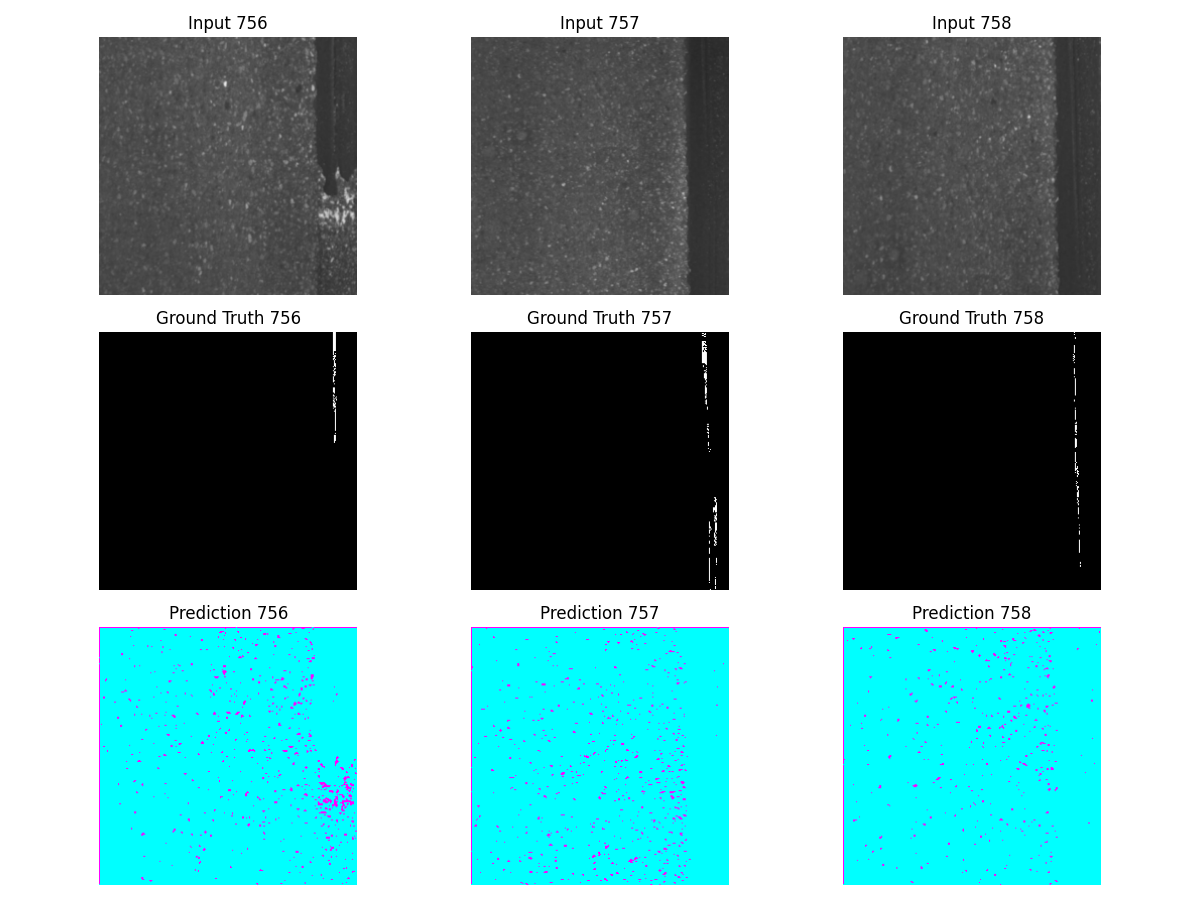 Input 756
Input 757
Input 758
Ground Truth 756
Ground Truth 757
Ground Truth 758
Prediction 756
Prediction 757
Prediction 758